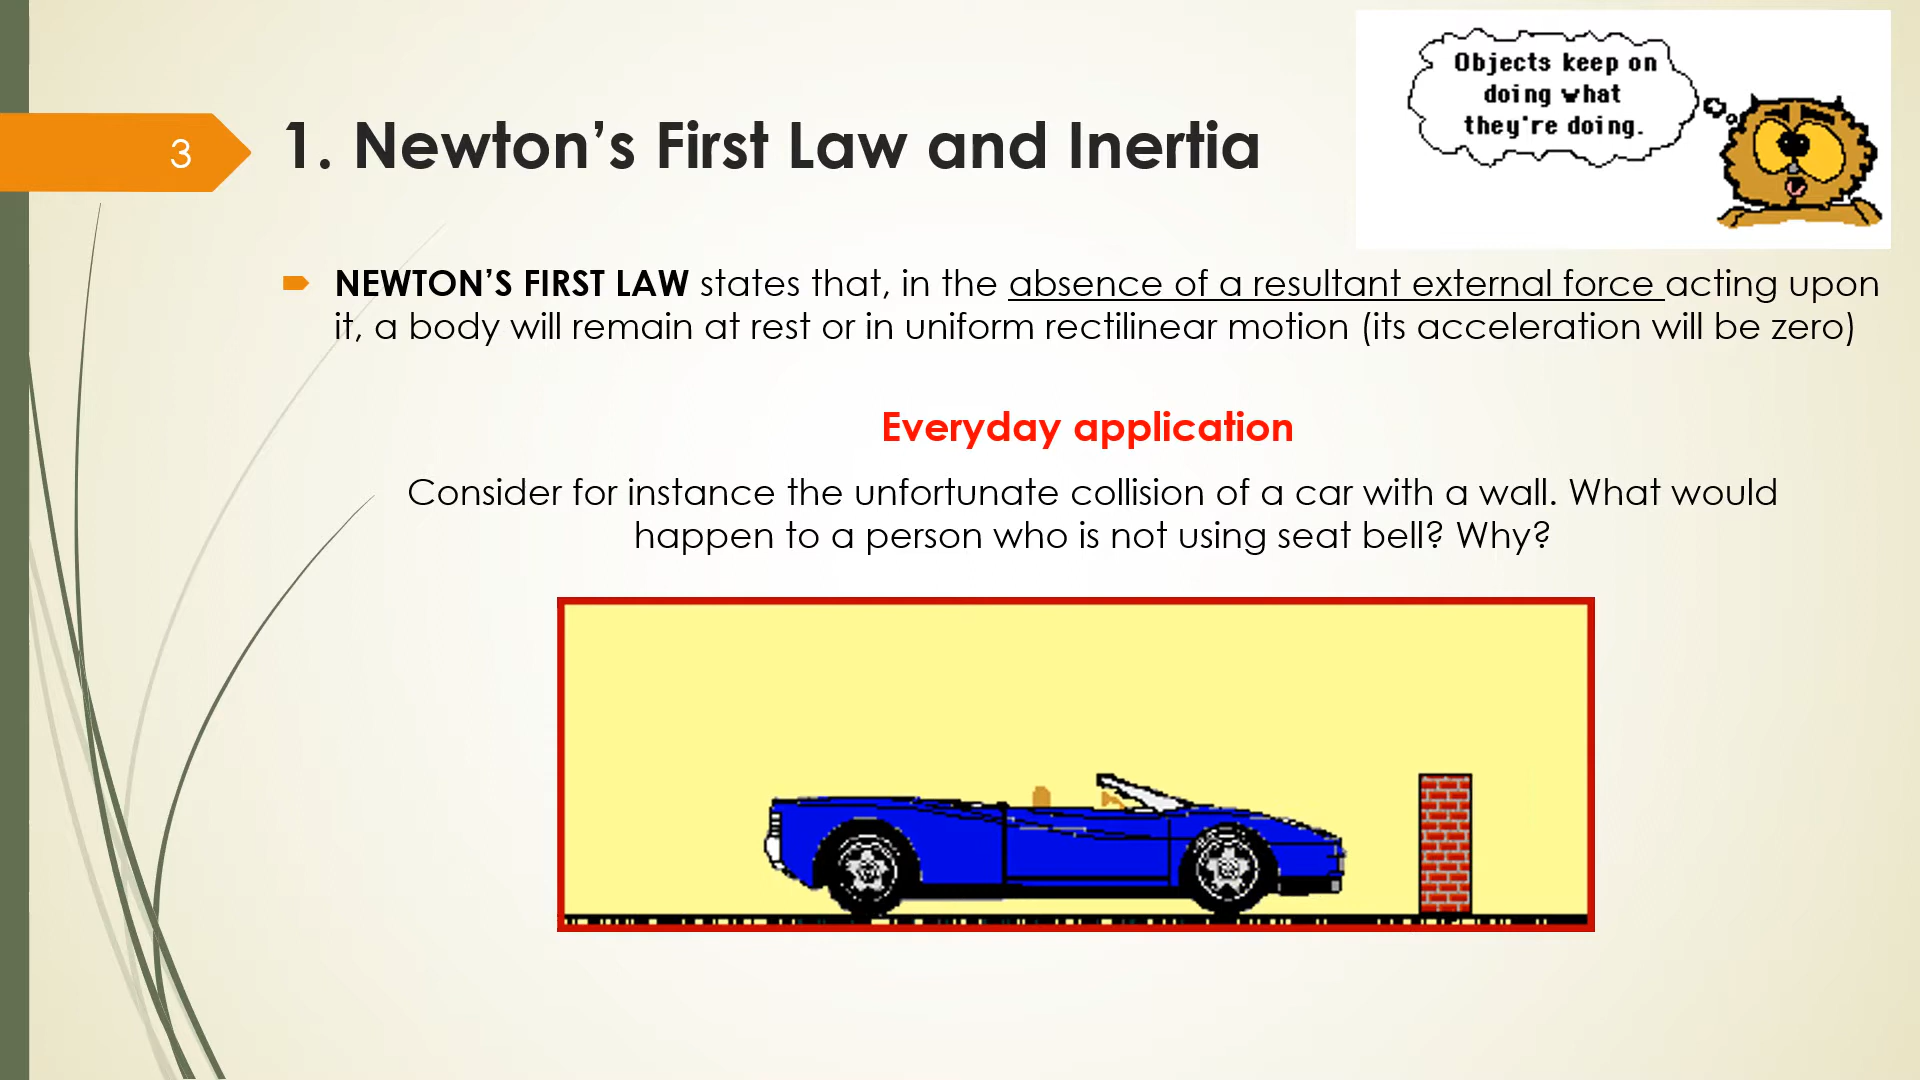 Objects keep on
doing what
they're doing.
3
1. Newton’s First Law and Inertia
NEWTON’S FIRST LAW states that, in the absence of a resultant external force acting upon
it, a body will remain at rest or in uniform rectilinear motion (its acceleration will be zero)
Everyday application
Consider for instance the unfortunate collision of a car with a wall. What would
happen to a person who is not using seat bell? Why?